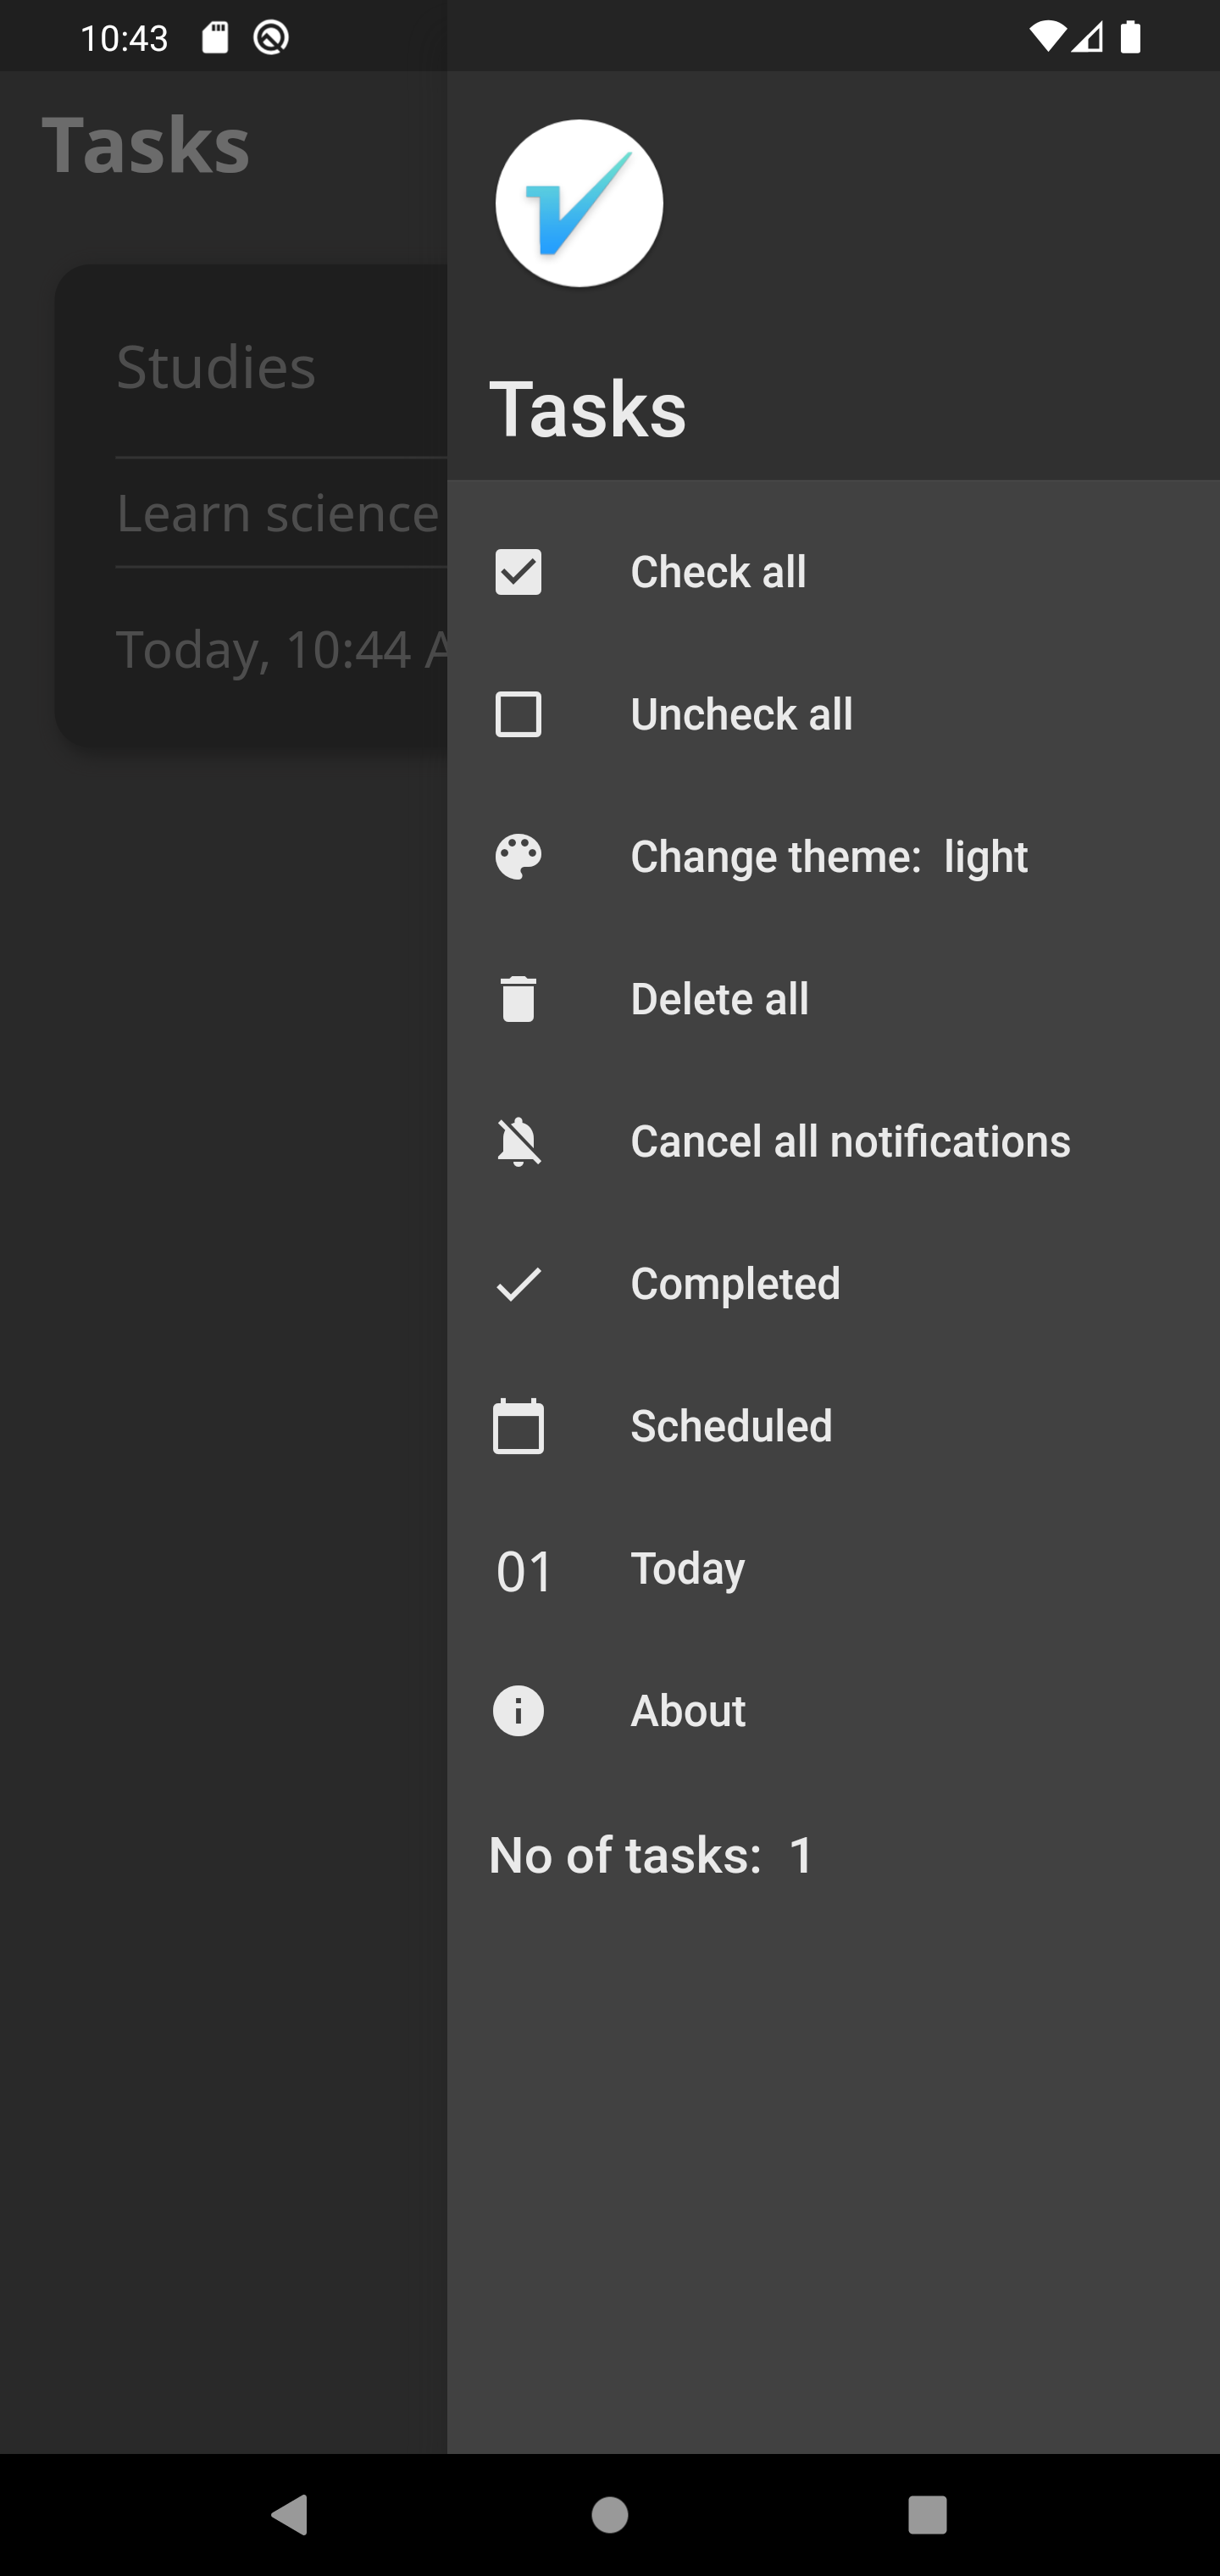 10:43
Tasks
Studies
Learn science
Today, 10:44 A
Tasks
Check all
Uncheck all
Change theme:  light
Delete all
Cancel all notifications
Completed
Scheduled
01 Today
About
No of tasks:  1